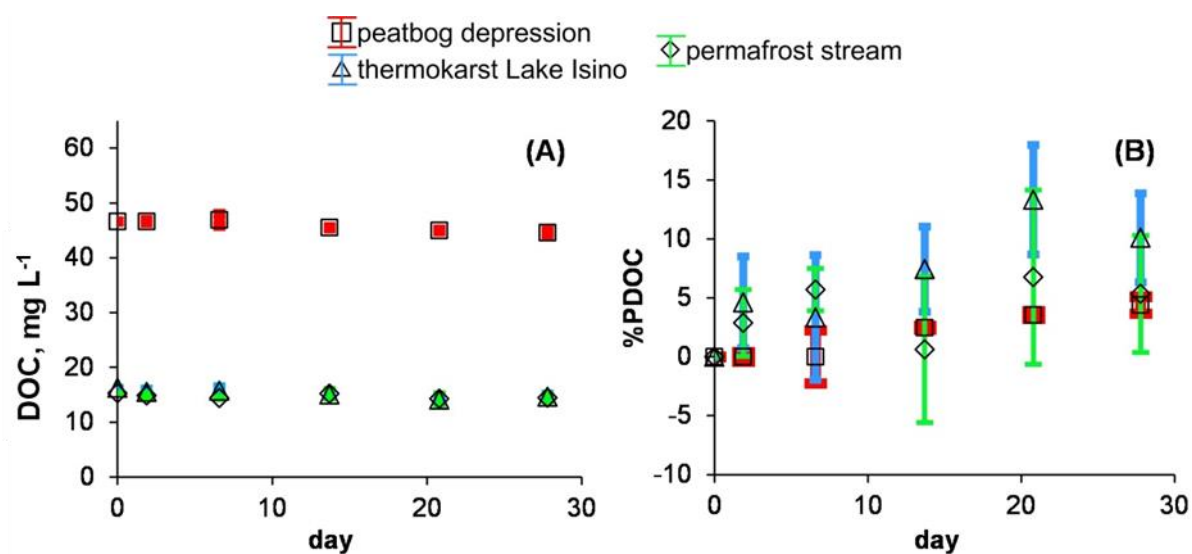 peatbog depression
permafrost stream
thermokarst Lake Isino
(A)
60
50
40
30
20
10
0
DOC, mg L-1
0 10 20 30
day
(B)
20
15
10
5
0
-5
-10
%PDOC
0 10 20 30
day